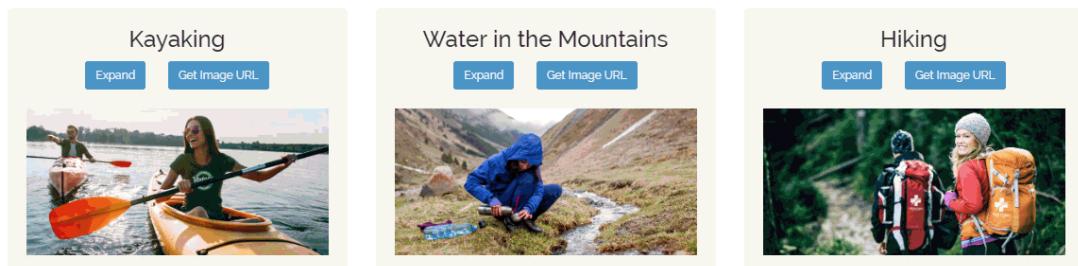 Kayaking
Expand
Get Image URL
Water in the Mountains
Expand
Get Image URL
Hiking
Expand
Get Image URL